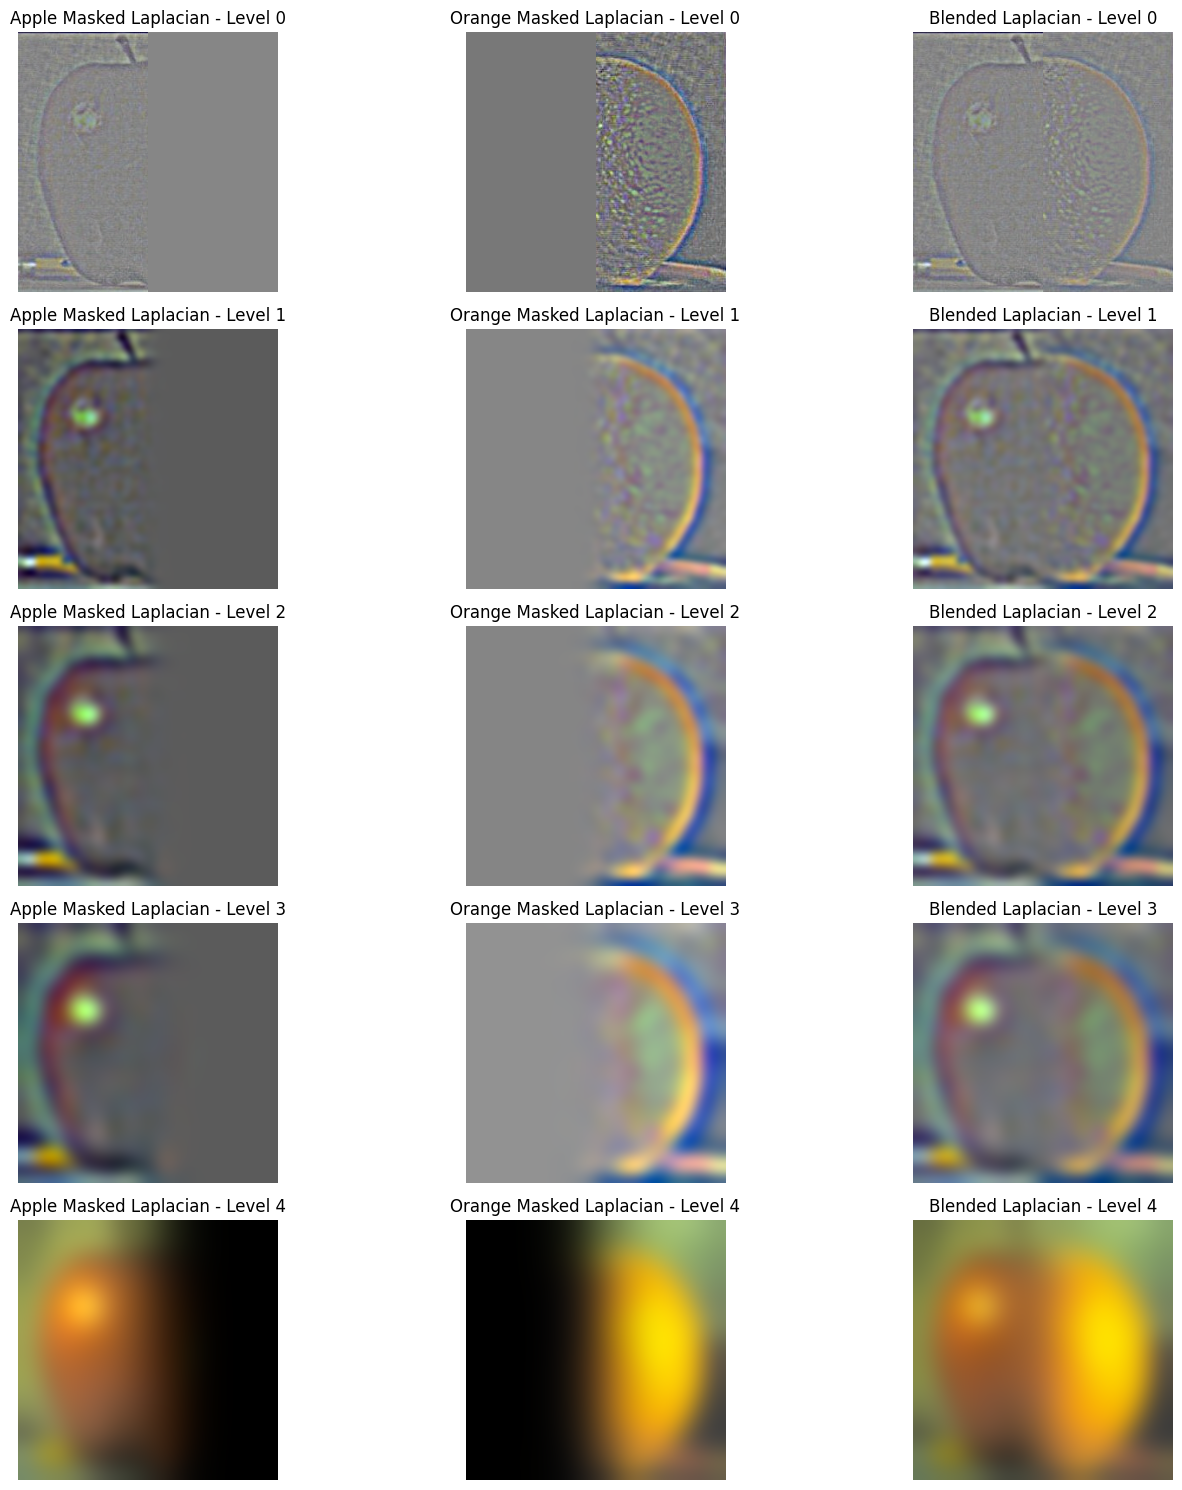 Apple Masked Laplacian - Level 0
Orange Masked Laplacian - Level 0
Blended Laplacian - Level 0
Apple Masked Laplacian - Level 1
Orange Masked Laplacian - Level 1
Blended Laplacian - Level 1
Apple Masked Laplacian - Level 2
Orange Masked Laplacian - Level 2
Blended Laplacian - Level 2
Apple Masked Laplacian - Level 3
Orange Masked Laplacian - Level 3
Blended Laplacian - Level 3
Apple Masked Laplacian - Level 4
Orange Masked Laplacian - Level 4
Blended Laplacian - Level 4